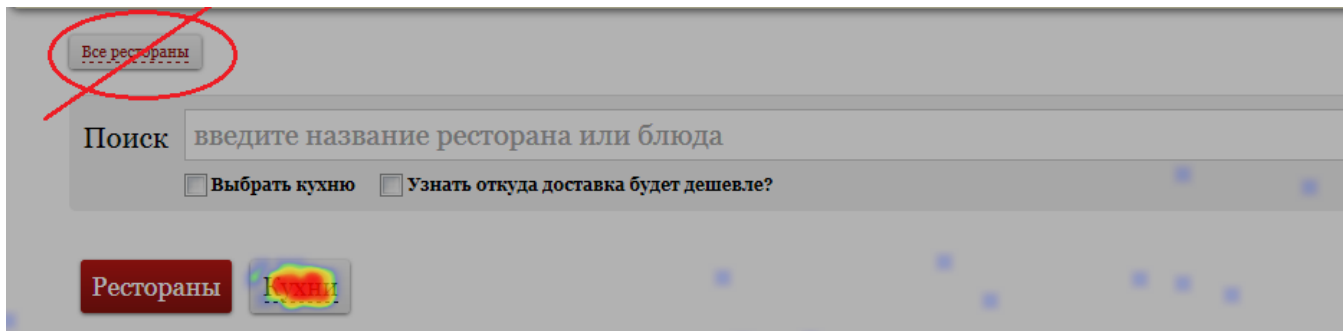 Все рестораны
Поиск введите название ресторана или блюда
Выбрать кухню Узнать откуда доставка будет дешевле?
Рестораны Кухни